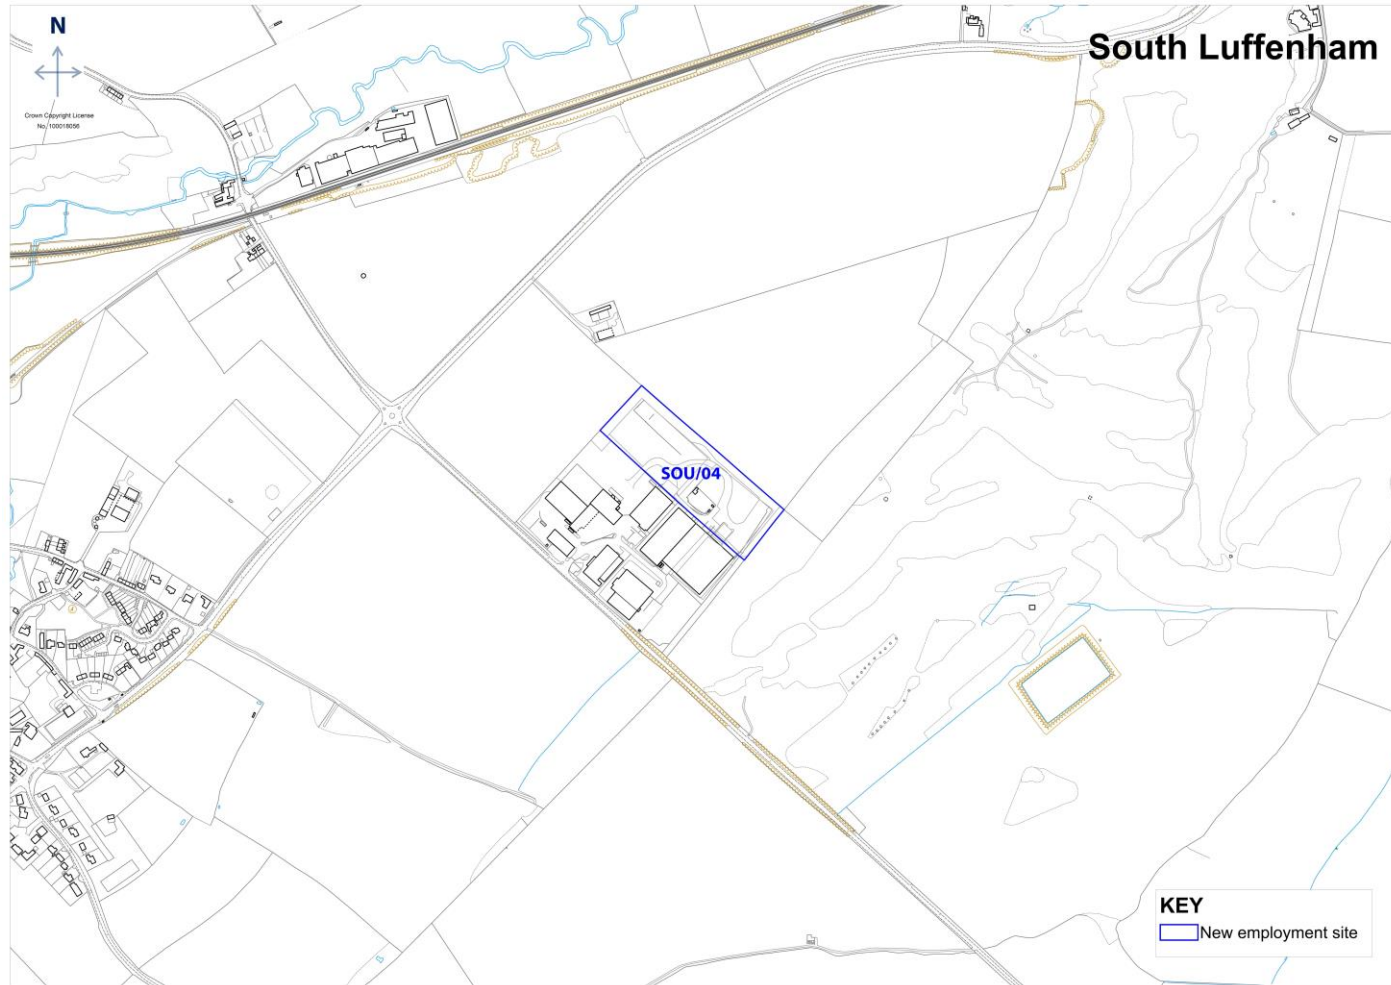 N
South Luffenham
Crown Copyright License
No. 100018056
SOU/04
KEY
New employment site